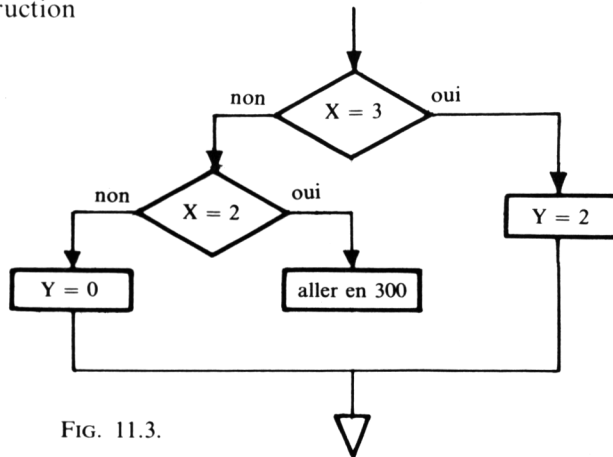 ruction
X = 3
non
oui
X = 2
non
oui
Y = 2
Y = 0
aller en 300
FIG. 11.3.